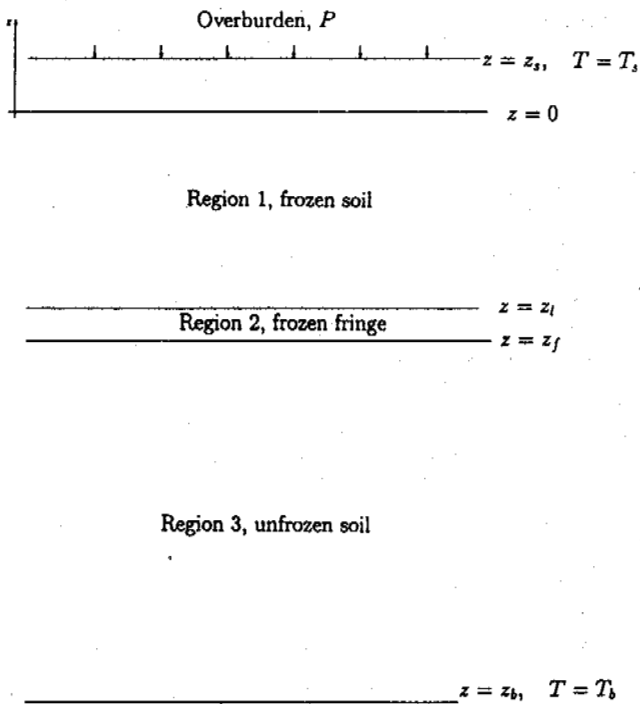 Overburden, P
z = z_s, T = T_s
z = 0
Region 1, frozen soil
z = z_l
Region 2, frozen fringe
z = z_f
Region 3, unfrozen soil
z = z_b, T = T_b